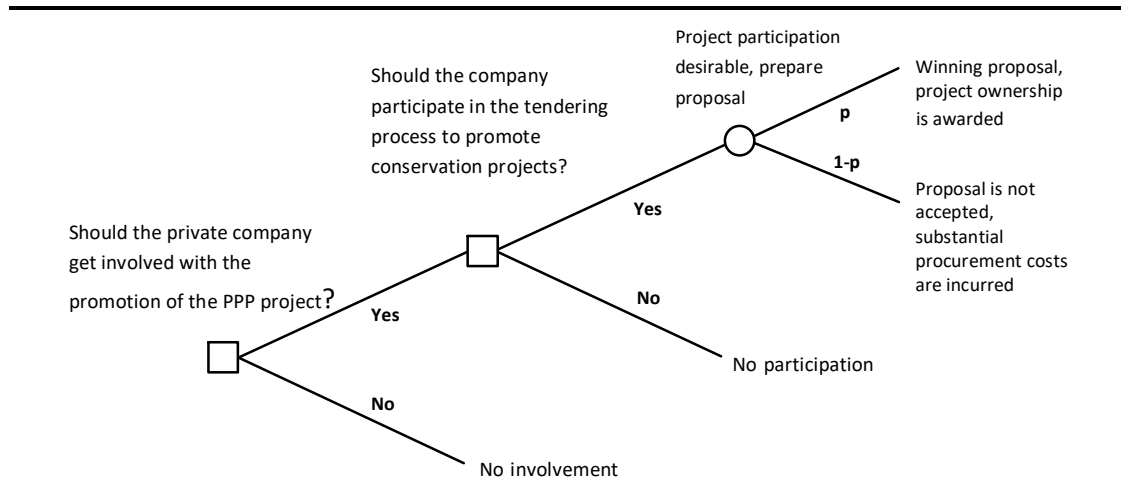 Project participation
desirable, prepare
proposal
Winning proposal,
project ownership
is awarded
Should the company
participate in the tendering
process to promote
conservation projects?
p
1-p
Proposal is not
accepted,
substantial
procurement costs
are incurred
Yes
Should the private company
get involved with the
promotion of the PPP project?
No
Yes
No participation
No
No involvement